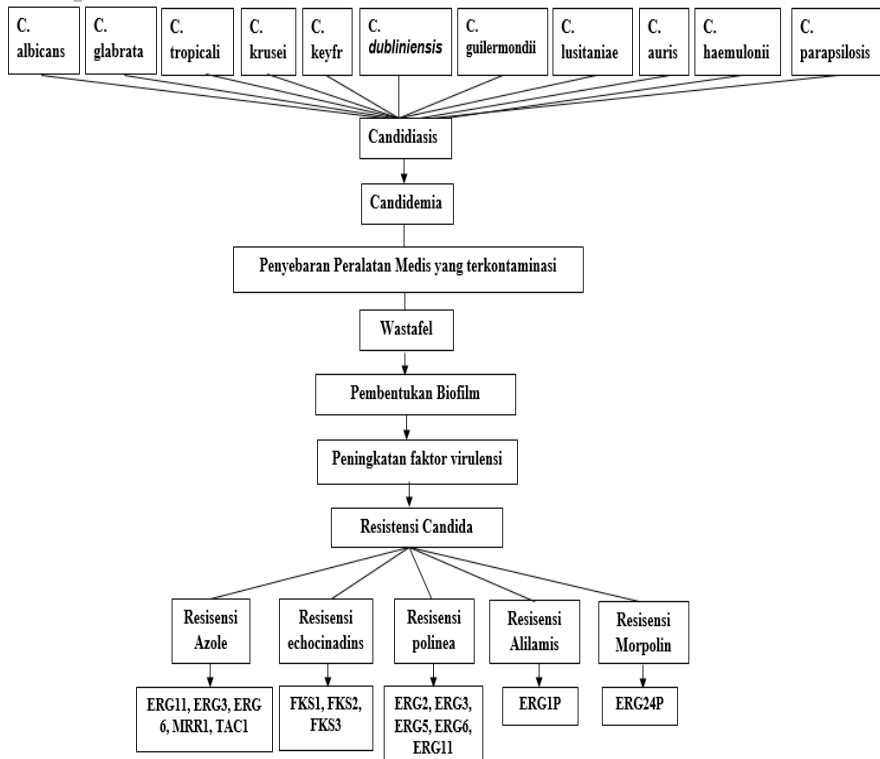 C.
albicans
C.
glabrata
C.
tropicali
C.
krusei
C.
keyfr
C.
dubliniensis
C.
guilermondii
C.
lusitaniae
C.
auris
C.
haemulonii
C.
parapsilosis
Candidiasis
Candidemia
Penyebaran Peralatan Medis yang terkontaminasi
Wastafel
Pembentukan Biofilm
Peningkatan faktor virulensi
Resistensi Candida
Resisensi
Azole
Resisensi
echocinadins
Resisensi
polinea
Resisensi
Alilamis
Resisensi
Morpolin
ERG11, ERG3, ERG
6, MRR1, TAC1
FKS1, FKS2,
FKS3
ERG2, ERG3,
ERG5, ERG6,
ERG11
ERG1P
ERG24P